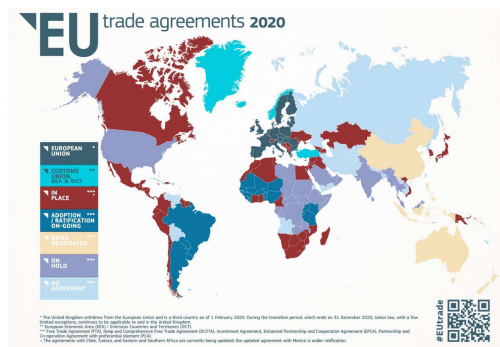 EU trade agreements 2020
EUROPEAN UNION *
CUSTOMS UNION, EEA & OCT **
IN PLACE ***
ADOPTION / RATIFICATION ON-GOING ***
BEING NEGOTIATED ***
ON HOLD ***
NO AGREEMENT ***
* The United Kingdom withdrew from the European Union and is a third country as of 1 February 2020. During the transition period, which ends on 31 December 2020, Union law, with a few
limited exceptions, continues to be applicable to and in the United Kingdom.
** European Economic Area (EEA) / Overseas Countries and Territories (OCT).
*** Free Trade Agreement (FTA), Deep and Comprehensive Free Trade Agreement (DCFTA), Investment Agreement, Enhanced Partnership and Cooperation Agreement (EPCA), Partnership and
Co-operation Agreement with preferential element (PCA).
The agreements with Chile, Tunisia, and Eastern and Southern Africa are currently being updated; the updated agreement with Mexico is under ratification.
#EUtrade